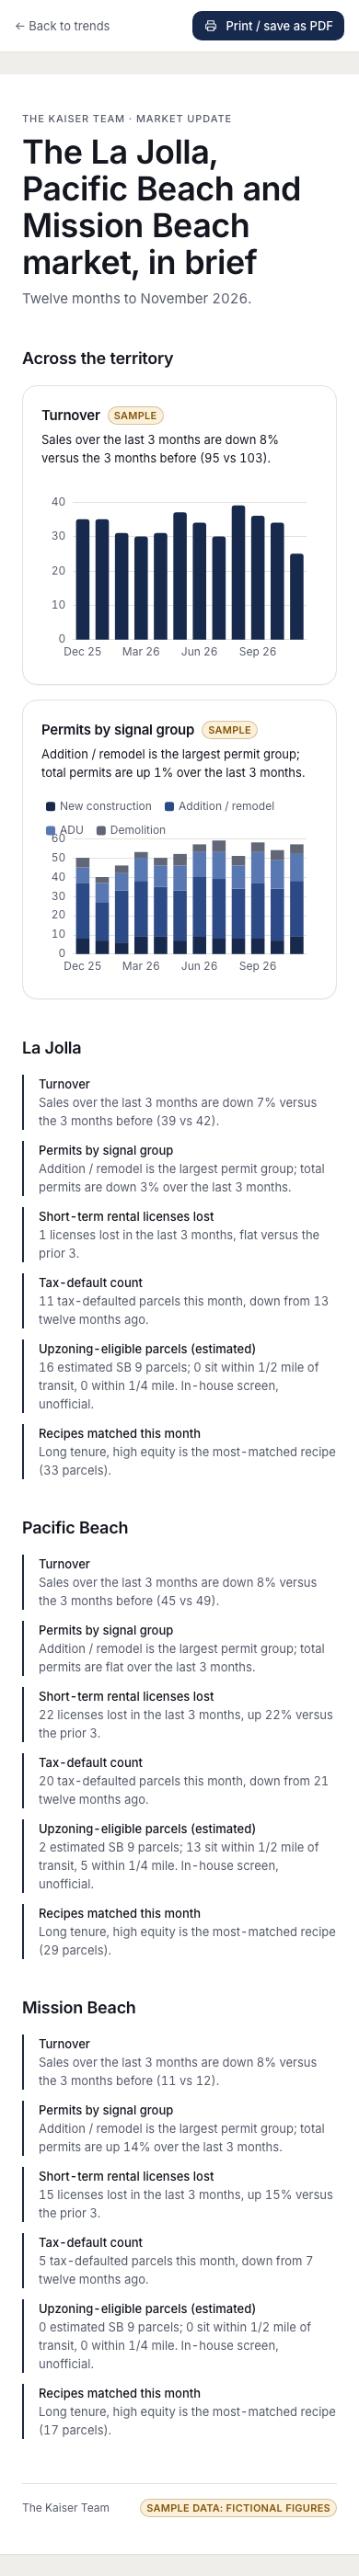 ← Back to trends
Print / save as PDF
THE KAISER TEAM · MARKET UPDATE
The La Jolla,
Pacific Beach and
Mission Beach
market, in brief
Twelve months to November 2026.
Across the territory
Turnover SAMPLE
Sales over the last 3 months are down 8%
versus the 3 months before (95 vs 103).
40
30
20
10
0
Dec 25 Mar 26 Jun 26 Sep 26
Permits by signal group SAMPLE
Addition / remodel is the largest permit group;
total permits are up 1% over the last 3 months.
New construction Addition / remodel
ADU Demolition
60
50
40
30
20
10
0
Dec 25 Mar 26 Jun 26 Sep 26
La Jolla
Turnover
Sales over the last 3 months are down 7% versus
the 3 months before (39 vs 42).
Permits by signal group
Addition / remodel is the largest permit group; total
permits are down 3% over the last 3 months.
Short-term rental licenses lost
1 licenses lost in the last 3 months, flat versus the
prior 3.
Tax-default count
11 tax-defaulted parcels this month, down from 13
twelve months ago.
Upzoning-eligible parcels (estimated)
16 estimated SB 9 parcels; 0 sit within 1/2 mile of
transit, 0 within 1/4 mile. In-house screen,
unofficial.
Recipes matched this month
Long tenure, high equity is the most-matched recipe
(33 parcels).
Pacific Beach
Turnover
Sales over the last 3 months are down 8% versus
the 3 months before (45 vs 49).
Permits by signal group
Addition / remodel is the largest permit group; total
permits are flat over the last 3 months.
Short-term rental licenses lost
22 licenses lost in the last 3 months, up 22% versus
the prior 3.
Tax-default count
20 tax-defaulted parcels this month, down from 21
twelve months ago.
Upzoning-eligible parcels (estimated)
2 estimated SB 9 parcels; 13 sit within 1/2 mile of
transit, 5 within 1/4 mile. In-house screen,
unofficial.
Recipes matched this month
Long tenure, high equity is the most-matched recipe
(29 parcels).
Mission Beach
Turnover
Sales over the last 3 months are down 8% versus
the 3 months before (11 vs 12).
Permits by signal group
Addition / remodel is the largest permit group; total
permits are up 14% over the last 3 months.
Short-term rental licenses lost
15 licenses lost in the last 3 months, up 15% versus
the prior 3.
Tax-default count
5 tax-defaulted parcels this month, down from 7
twelve months ago.
Upzoning-eligible parcels (estimated)
0 estimated SB 9 parcels; 0 sit within 1/2 mile of
transit, 0 within 1/4 mile. In-house screen,
unofficial.
Recipes matched this month
Long tenure, high equity is the most-matched recipe
(17 parcels).
The Kaiser Team
SAMPLE DATA: FICTIONAL FIGURES